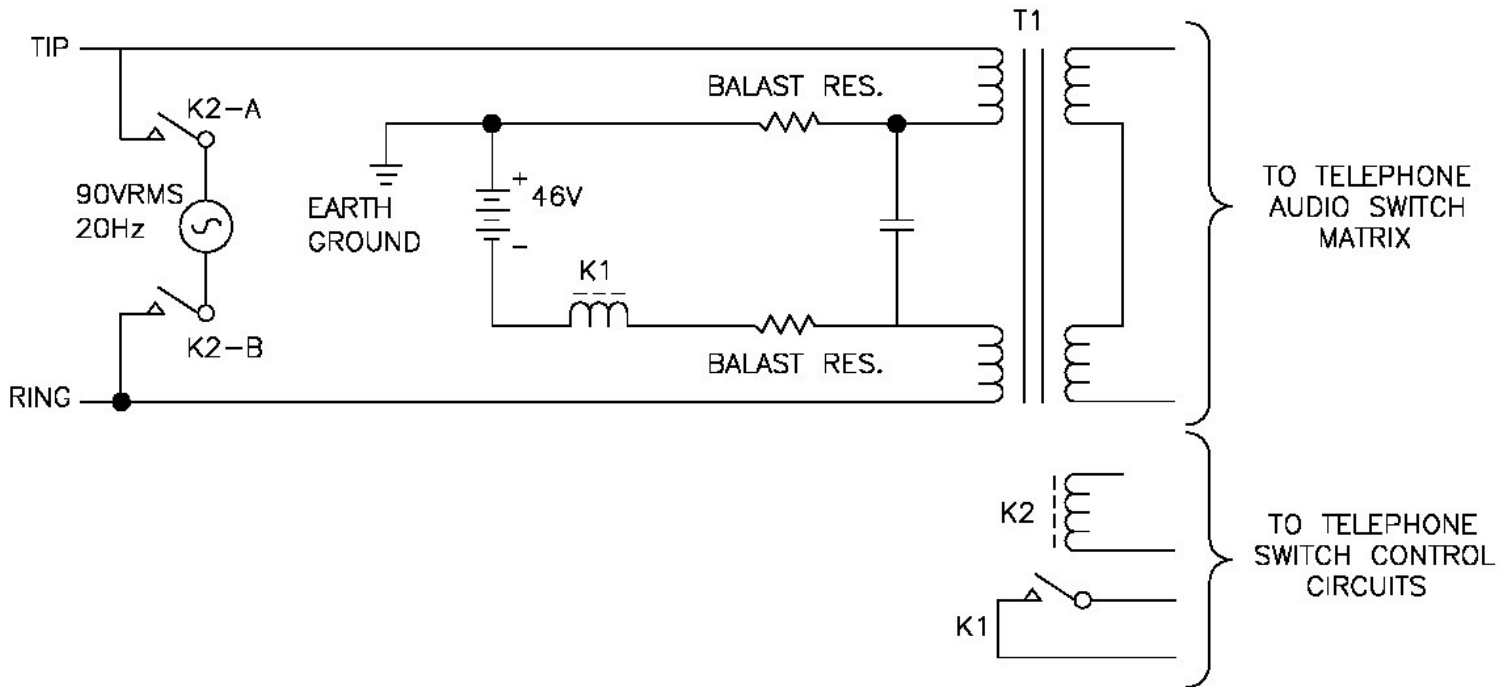 T1
TIP
BALAST RES.
K2-A
90VRMS
20Hz
EARTH
GROUND
+
46V
-
K1
K2-B
BALAST RES.
RING
TO TELEPHONE
AUDIO SWITCH
MATRIX
K2
K1
TO TELEPHONE
SWITCH CONTROL
CIRCUITS